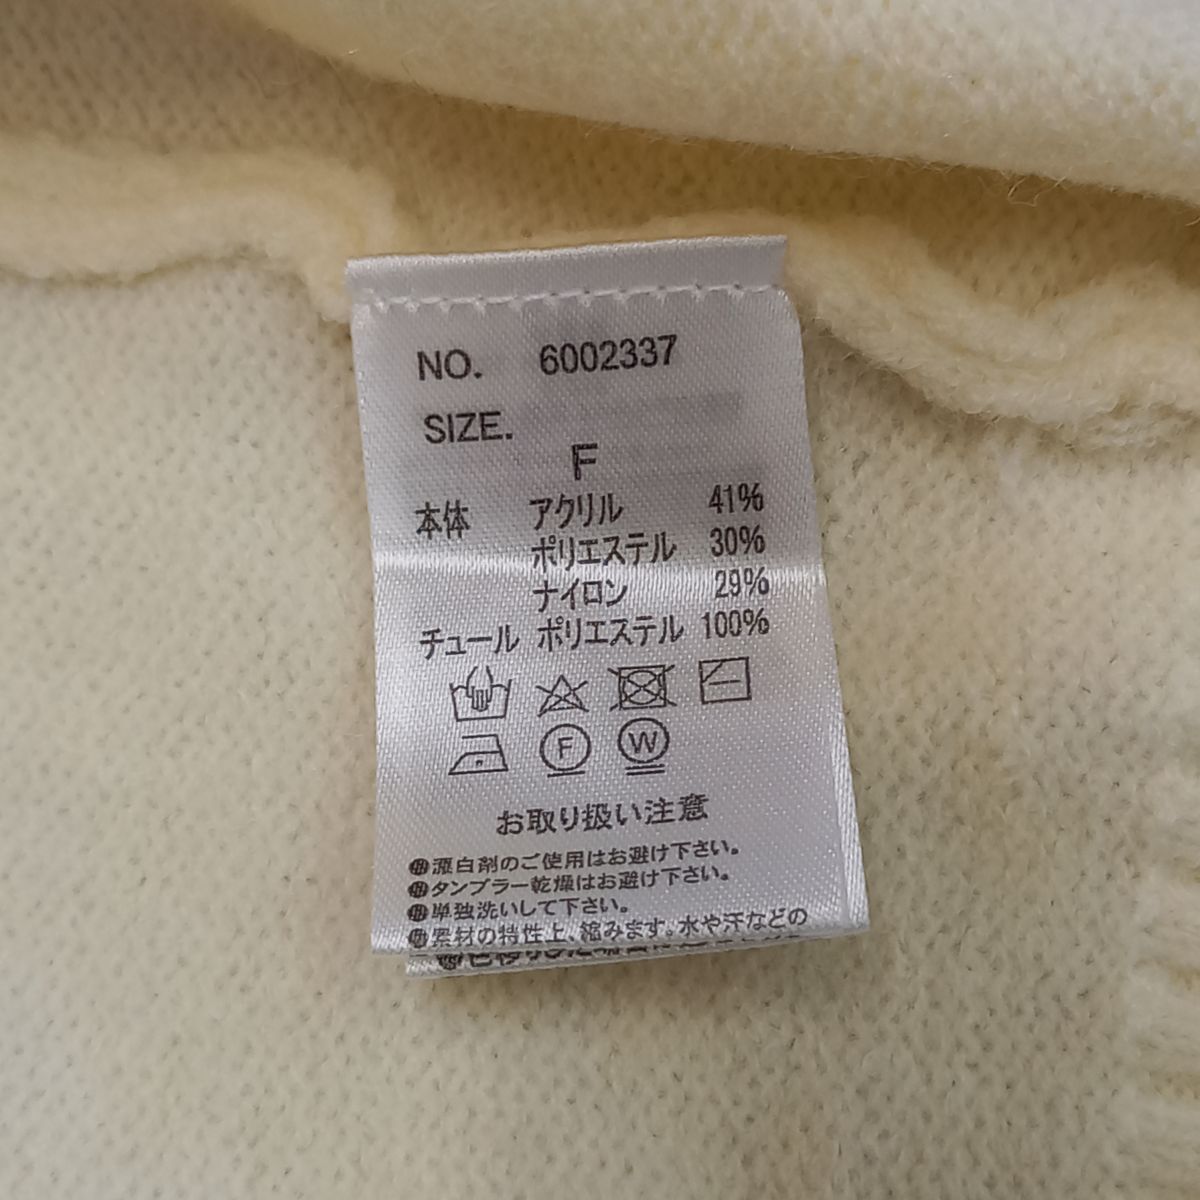 NO. 6002337
SIZE.
F
本体 アクリル 41%
ポリエステル 30%
ナイロン 29%
チュール ポリエステル 100%
F W
お取り扱い注意
●漂白剤のご使用はお避け下さい。
●タンブラー乾燥はお避け下さい。
●単独洗いして下さい。
●素材の特性上、縮みます。水や汗などの